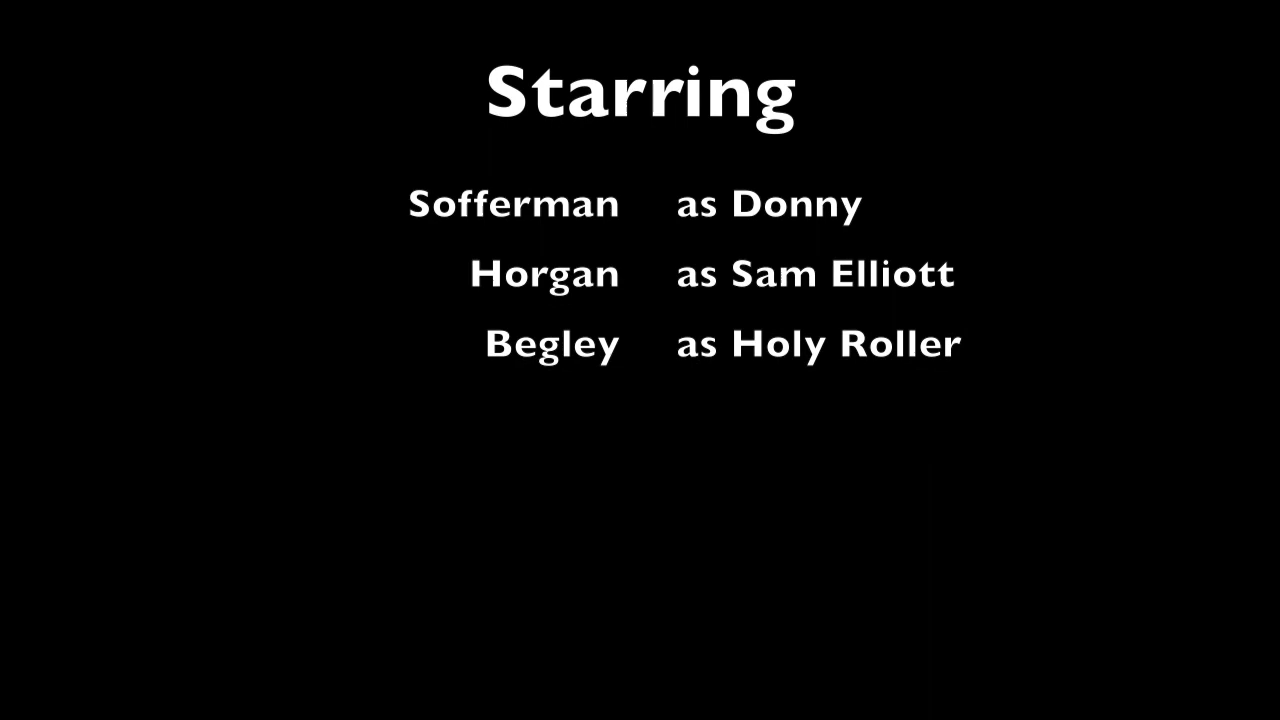 Starring
Sofferman as Donny
Horgan as Sam Elliott
Begley as Holy Roller